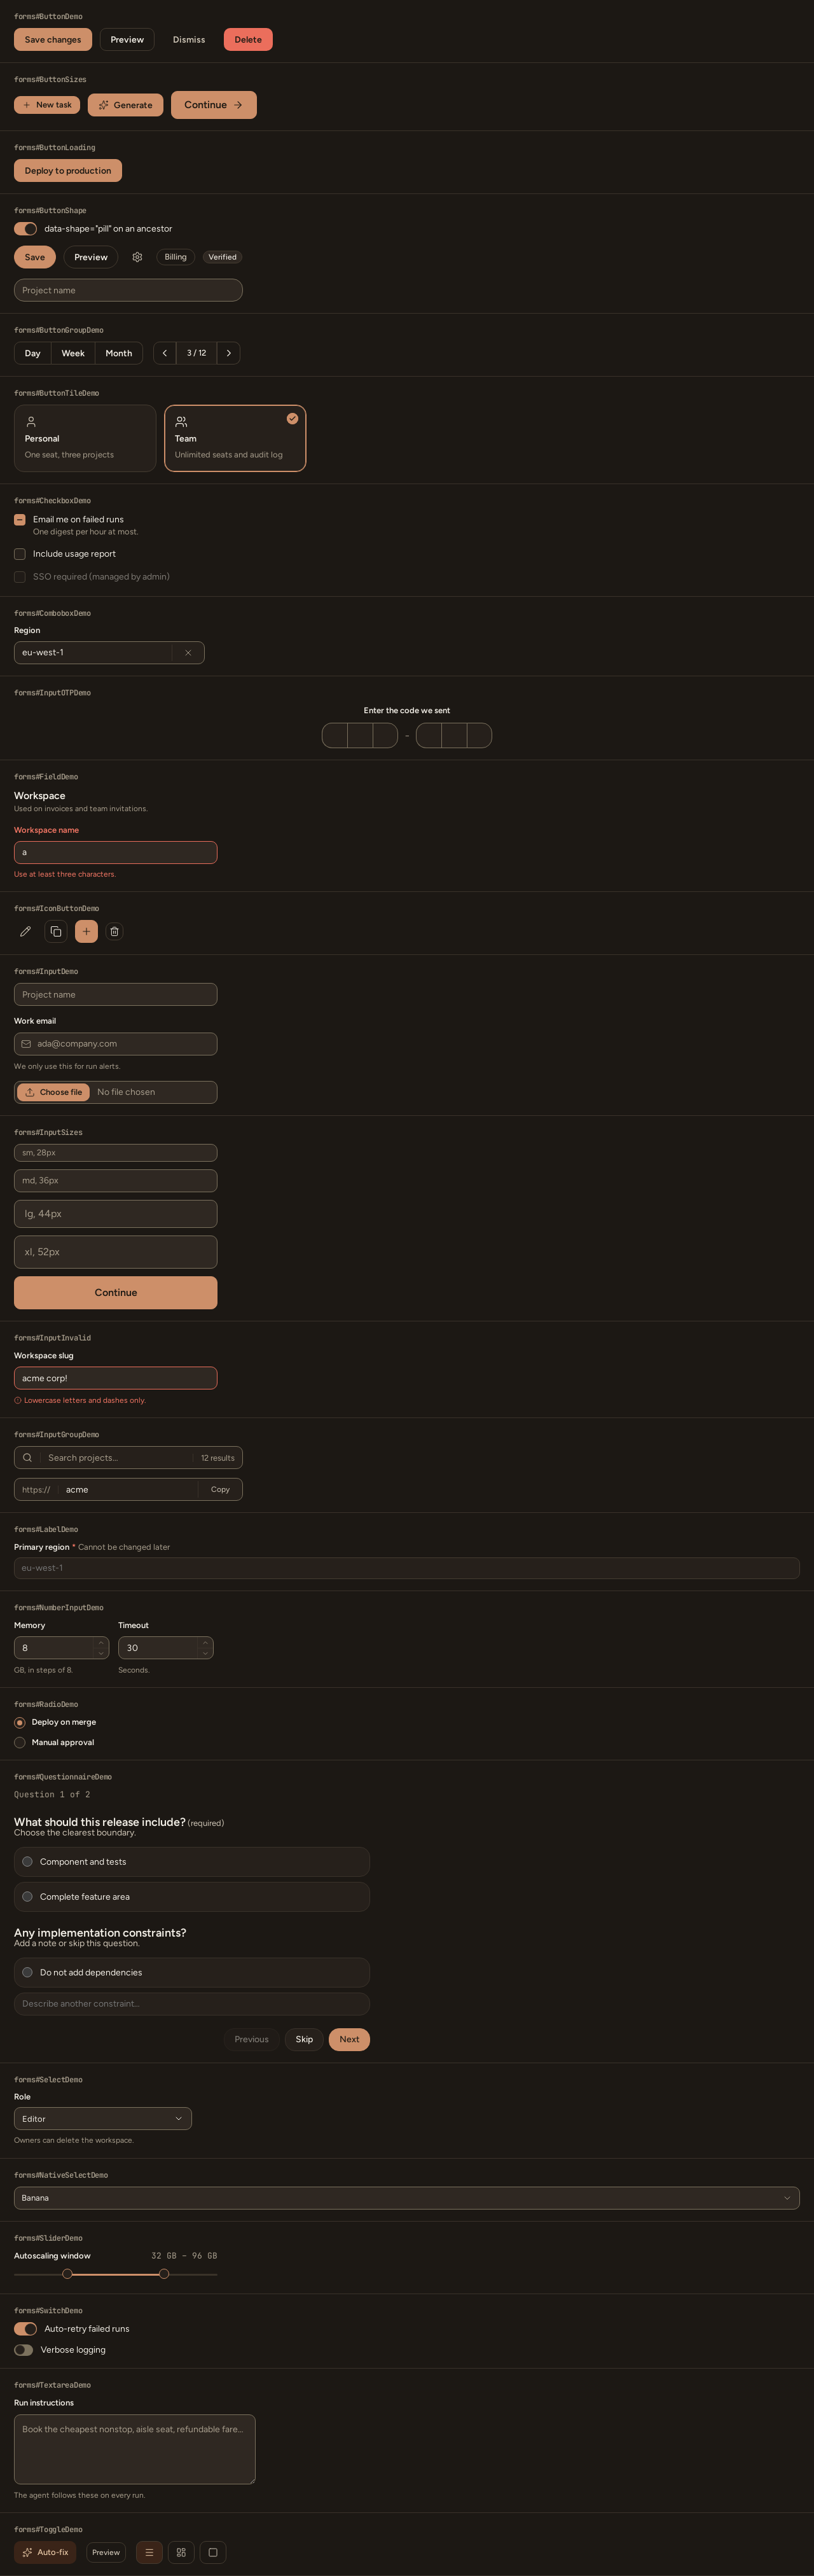 forms#ButtonDemo
Save changes Preview Dismiss Delete
forms#ButtonSizes
New task Generate Continue
forms#ButtonLoading
Deploy to production
forms#ButtonShape
data-shape="pill" on an ancestor
Save Preview Billing Verified
Project name
forms#ButtonGroupDemo
Day Week Month 3 / 12
forms#ButtonTileDemo
Personal Team
One seat, three projects Unlimited seats and audit log
forms#CheckboxDemo
Email me on failed runs
One digest per hour at most.
Include usage report
SSO required (managed by admin)
forms#ComboboxDemo
Region
eu-west-1
forms#InputOTPDemo
Enter the code we sent
-
forms#FieldDemo
Workspace
Used on invoices and team invitations.
Workspace name
a
Use at least three characters.
forms#IconButtonDemo
forms#InputDemo
Project name
Work email
ada@company.com
We only use this for run alerts.
Choose file No file chosen
forms#InputSizes
sm, 28px
md, 36px
lg, 44px
xl, 52px
Continue
forms#InputInvalid
Workspace slug
acme corp!
Lowercase letters and dashes only.
forms#InputGroupDemo
Search projects... 12 results
https:// acme Copy
forms#LabelDemo
Primary region * Cannot be changed later
eu-west-1
forms#NumberInputDemo
Memory Timeout
8 30
GB, in steps of 8. Seconds.
forms#RadioDemo
Deploy on merge
Manual approval
forms#QuestionnaireDemo
Question 1 of 2
What should this release include? (required)
Choose the clearest boundary.
Component and tests
Complete feature area
Any implementation constraints?
Add a note or skip this question.
Do not add dependencies
Describe another constraint...
Previous Skip Next
forms#SelectDemo
Role
Editor
Owners can delete the workspace.
forms#NativeSelectDemo
Banana
forms#SliderDemo
Autoscaling window 32 GB – 96 GB
forms#SwitchDemo
Auto-retry failed runs
Verbose logging
forms#TextareaDemo
Run instructions
Book the cheapest nonstop, aisle seat, refundable fare...
The agent follows these on every run.
forms#ToggleDemo
Auto-fix Preview